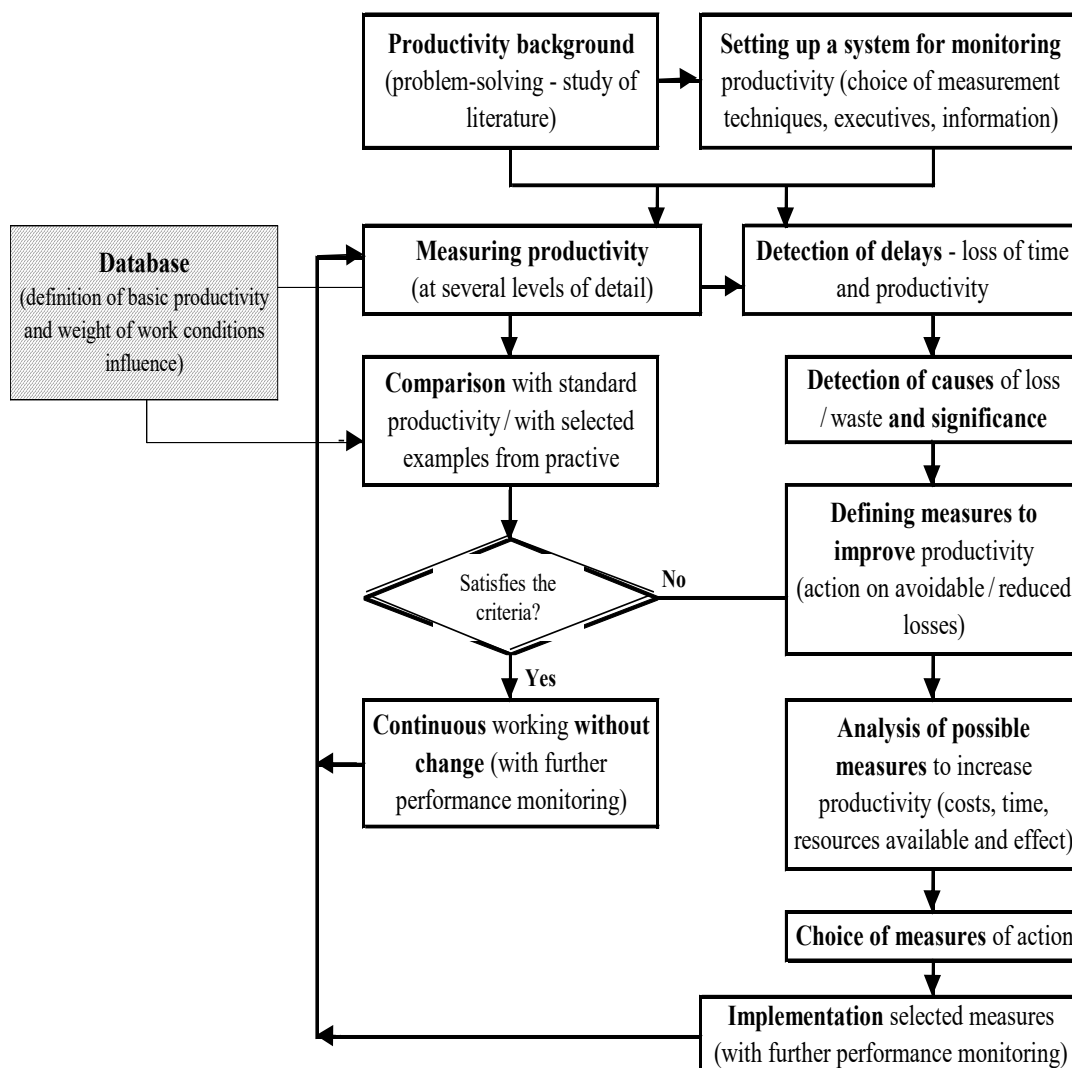 Productivity background
(problem-solving - study of
literature)
Setting up a system for monitoring
productivity (choice of measurement
techniques, executives, information)
Database
(definition of basic productivity
and weight of work conditions
influence)
Measuring productivity
(at several levels of detail)
Detection of delays - loss of time
and productivity
Comparison with standard
productivity / with selected
examples from practive
Detection of causes of loss
/ waste and significance
Satisfies the
criteria?
No
Yes
Defining measures to
improve productivity
(action on avoidable / reduced
losses)
Continuous working without
change (with further
performance monitoring)
Analysis of possible
measures to increase
productivity (costs, time,
resources available and effect)
Choice of measures of action
Implementation selected measures
(with further performance monitoring)